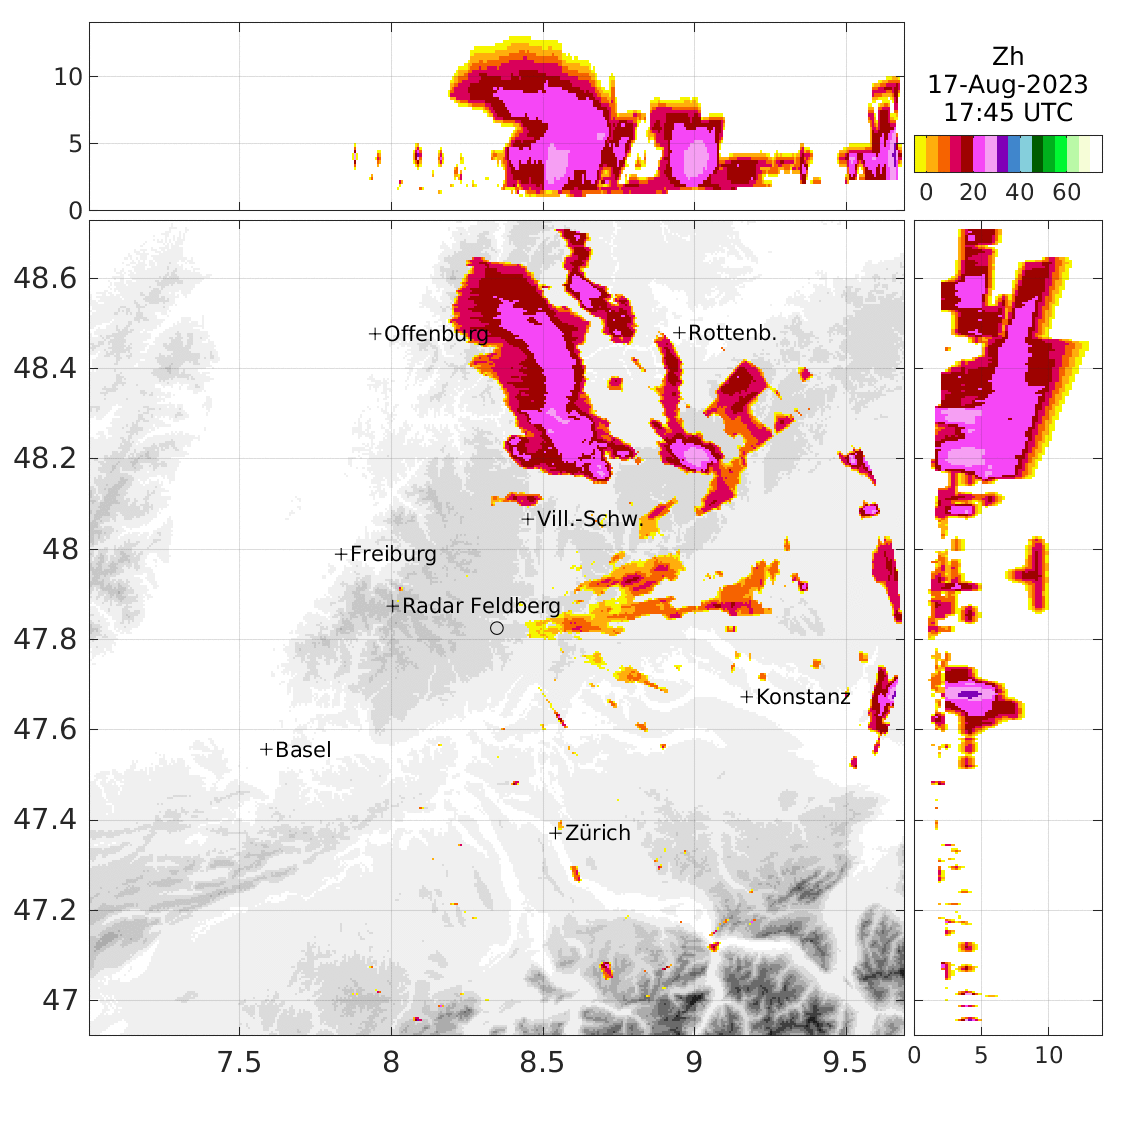 10
5
0
Zh
17-Aug-2023
17:45 UTC
0 20 40 60
48.6
48.4
48.2
48
47.8
47.6
47.4
47.2
47
Offenburg
Rottenb.
Vill.-Schw.
Freiburg
Radar Feldberg
Konstanz
Basel
Zürich
7.5 8 8.5 9 9.5
0 5 10